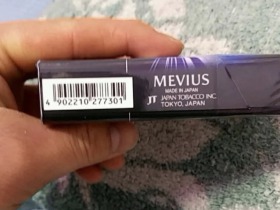 MEVIUS
MADE IN JAPAN
JT JAPAN TOBACCO INC.
TOKYO, JAPAN
4 902210 277301